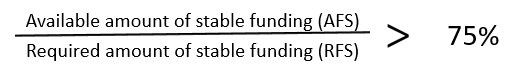 Available amount of stable funding (AFS)
Required amount of stable funding (RFS)
> 75%